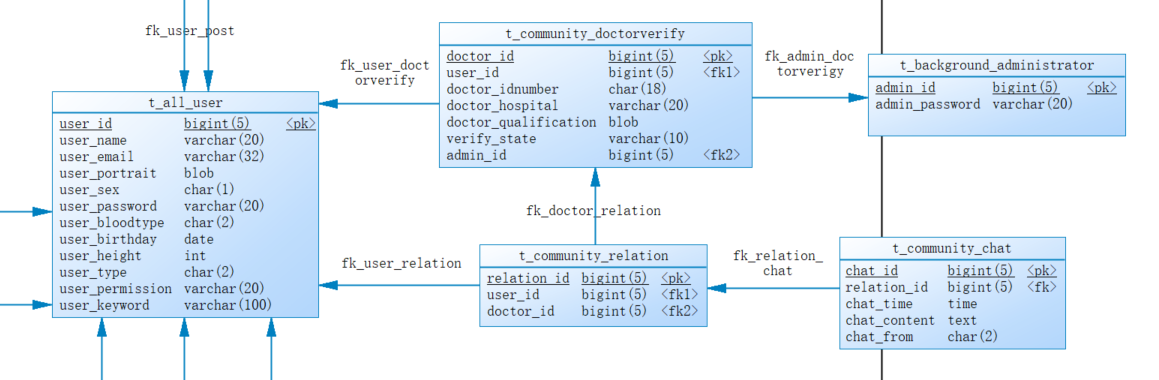 fk_user_post
t_all_user
user_id bigint(5) <pk>
user_name varchar(20)
user_email varchar(32)
user_portrait blob
user_sex char(1)
user_password varchar(20)
user_bloodtype char(2)
user_birthday date
user_height int
user_type char(2)
user_permission varchar(20)
user_keyword varchar(100)
fk_user_doct
orverify
t_community_doctorverify
doctor_id bigint(5) <pk>
user_id bigint(5) <fk1>
doctor_idnumber char(18)
doctor_hospital varchar(20)
doctor_qualification blob
verify_state varchar(10)
admin_id bigint(5) <fk2>
fk_admin_doc
torverigy
t_background_administrator
admin_id bigint(5) <pk>
admin_password varchar(20)
fk_doctor_relation
fk_user_relation
t_community_relation
relation_id bigint(5) <pk>
user_id bigint(5) <fk1>
doctor_id bigint(5) <fk2>
fk_relation_
chat
t_community_chat
chat_id bigint(5) <pk>
relation_id bigint(5) <fk>
chat_time time
chat_content text
chat_from char(2)